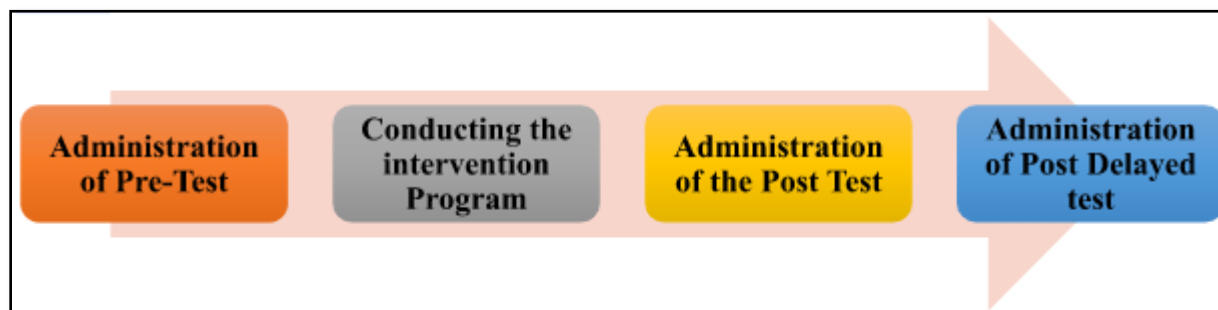 Administration
of Pre-Test
Conducting the
intervention
Program
Administration
of the Post Test
Administration
of Post Delayed
test